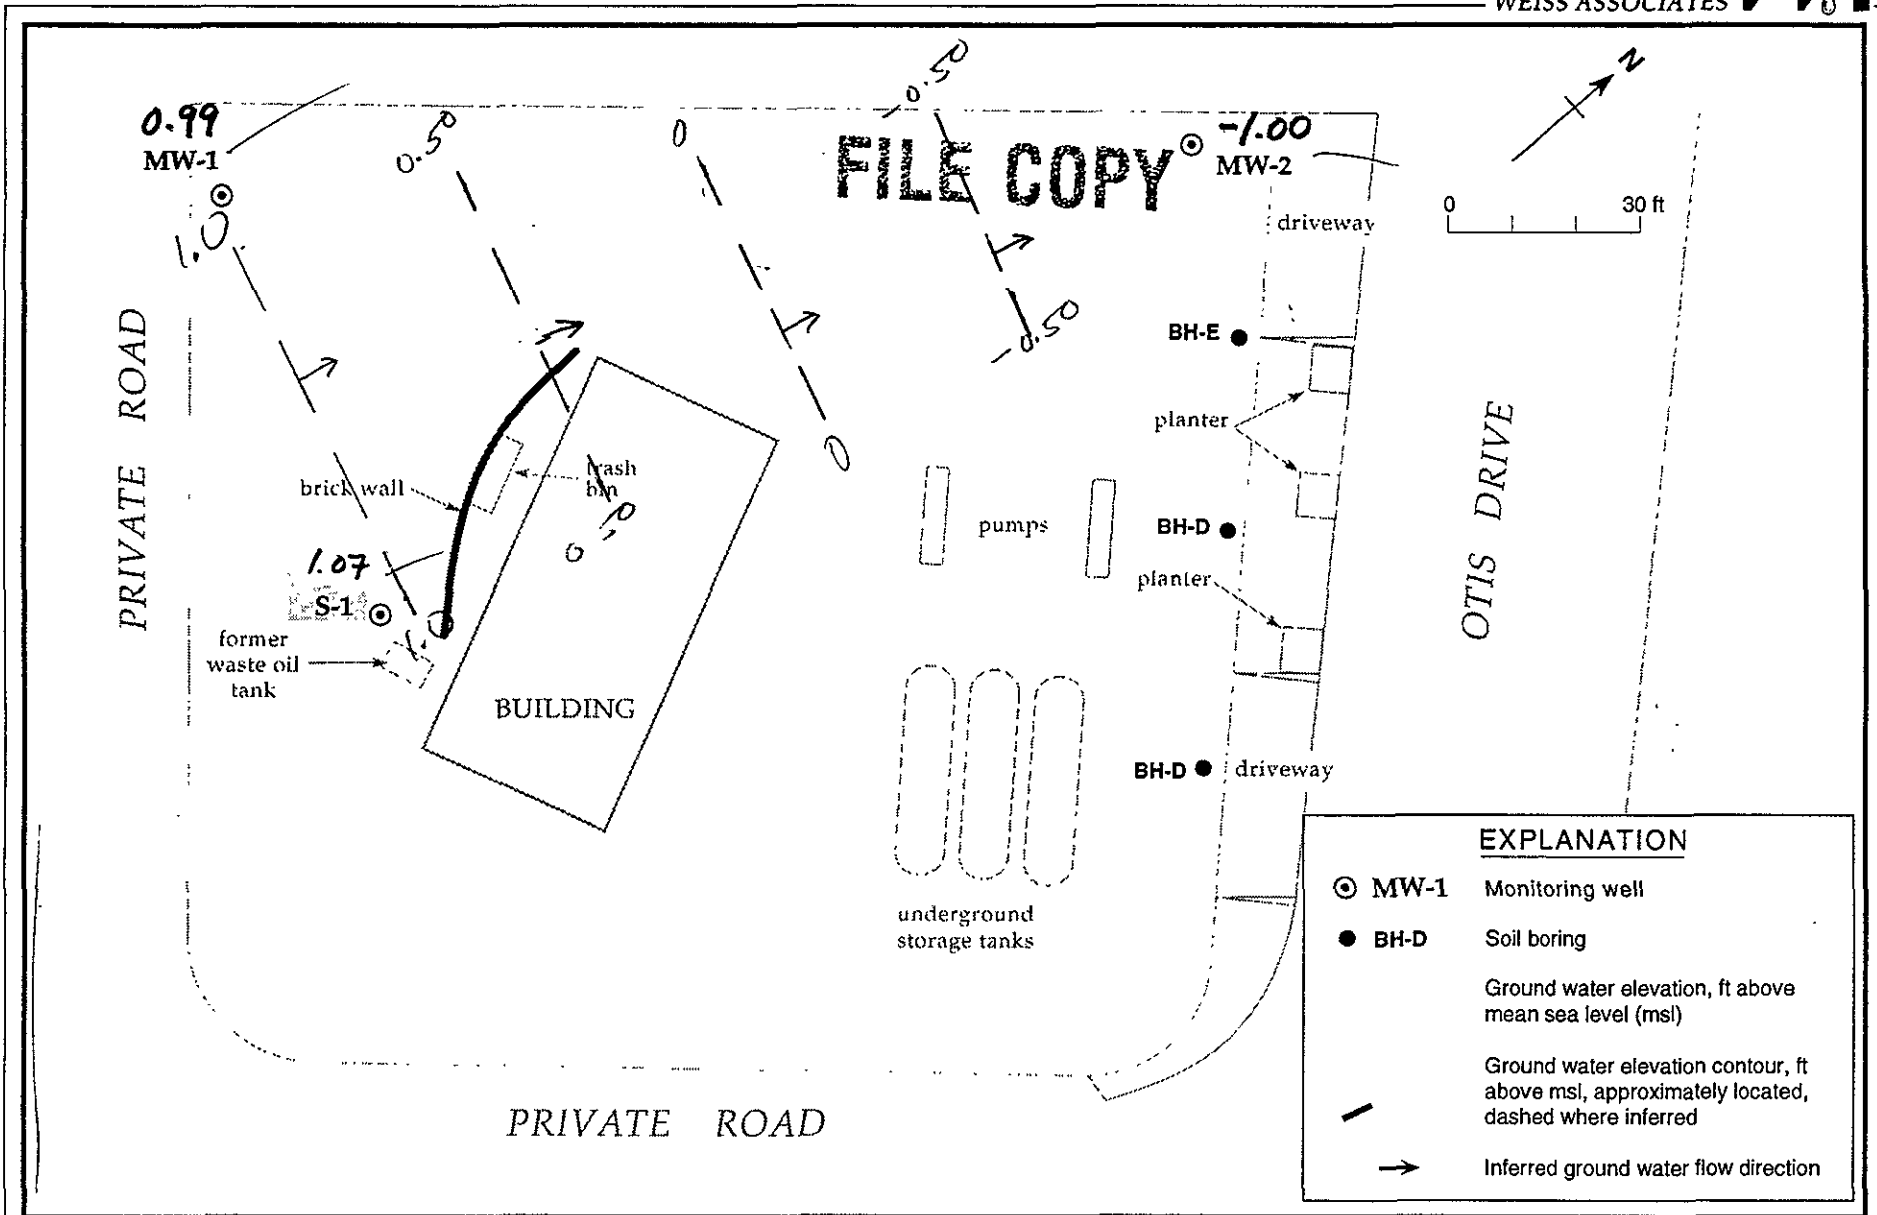 WEISS ASSOCIATES
N
0.99
MW-1
1.0
0.50
0
-0.50
FILE COPY
-1.00
MW-2
driveway
0 30 ft
PRIVATE ROAD
BH-E
-0.50
planter
0
brick wall
trash
bin
0.50
pumps
BH-D
OTIS DRIVE
1.07
S-1
1.0
planter
former
waste oil
tank
BUILDING
BH-D
driveway
underground
storage tanks
PRIVATE ROAD
EXPLANATION
MW-1 Monitoring well
BH-D Soil boring
Ground water elevation, ft above
mean sea level (msl)
Ground water elevation contour, ft
above msl, approximately located,
dashed where inferred
Inferred ground water flow direction